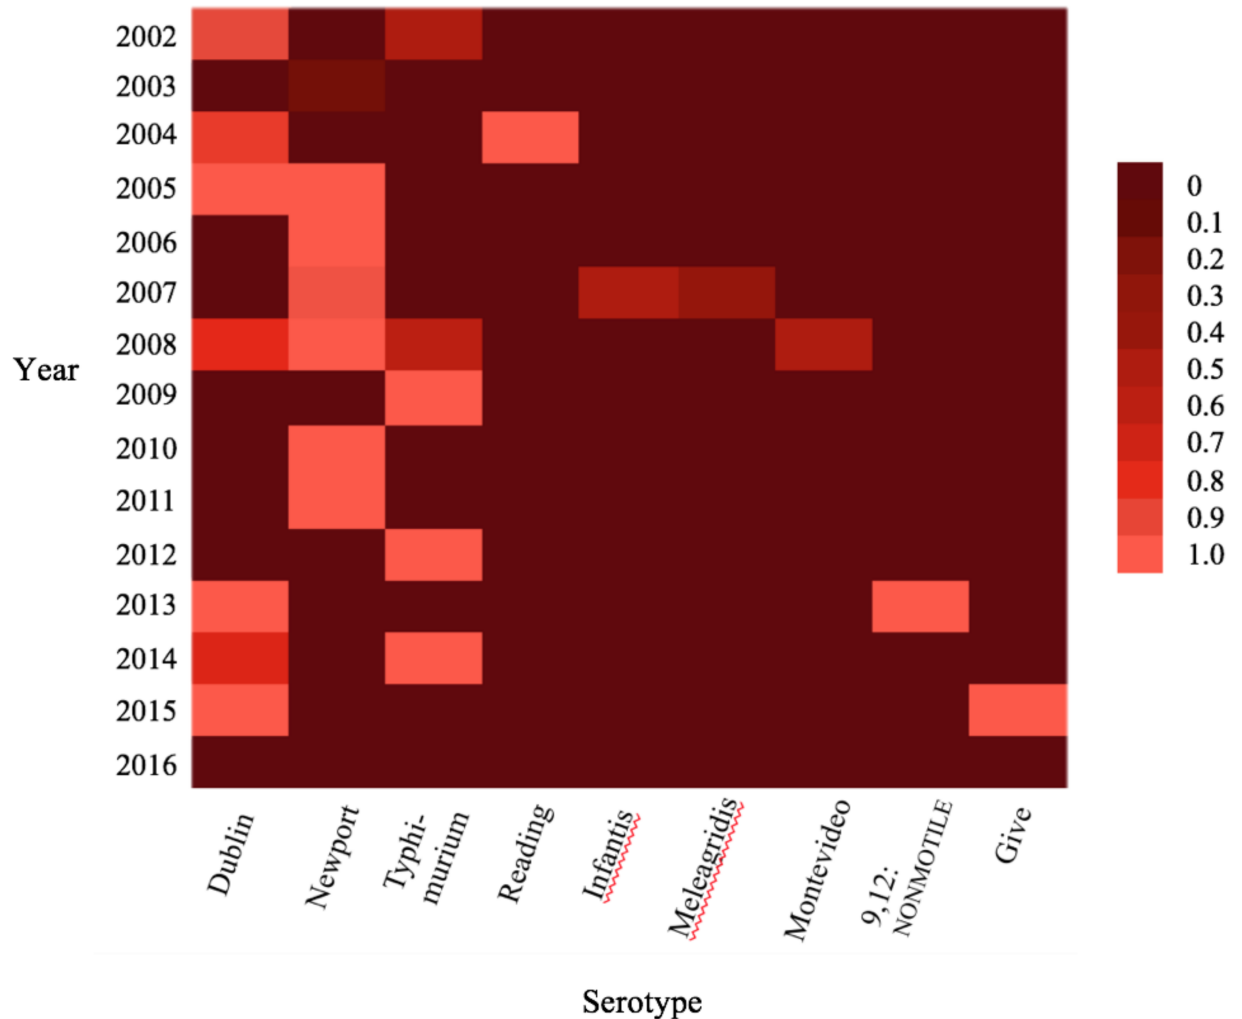 2002
2003
2004
2005
2006
2007
2008
2009
2010
2011
2012
2013
2014
2015
2016
Year
0
0.1
0.2
0.3
0.4
0.5
0.6
0.7
0.8
0.9
1.0
Dublin
Newport
Typhi-
murium
Reading
Infantis
Meleagridis
Montevideo
9,12:
NONMOTILE
Give
Serotype